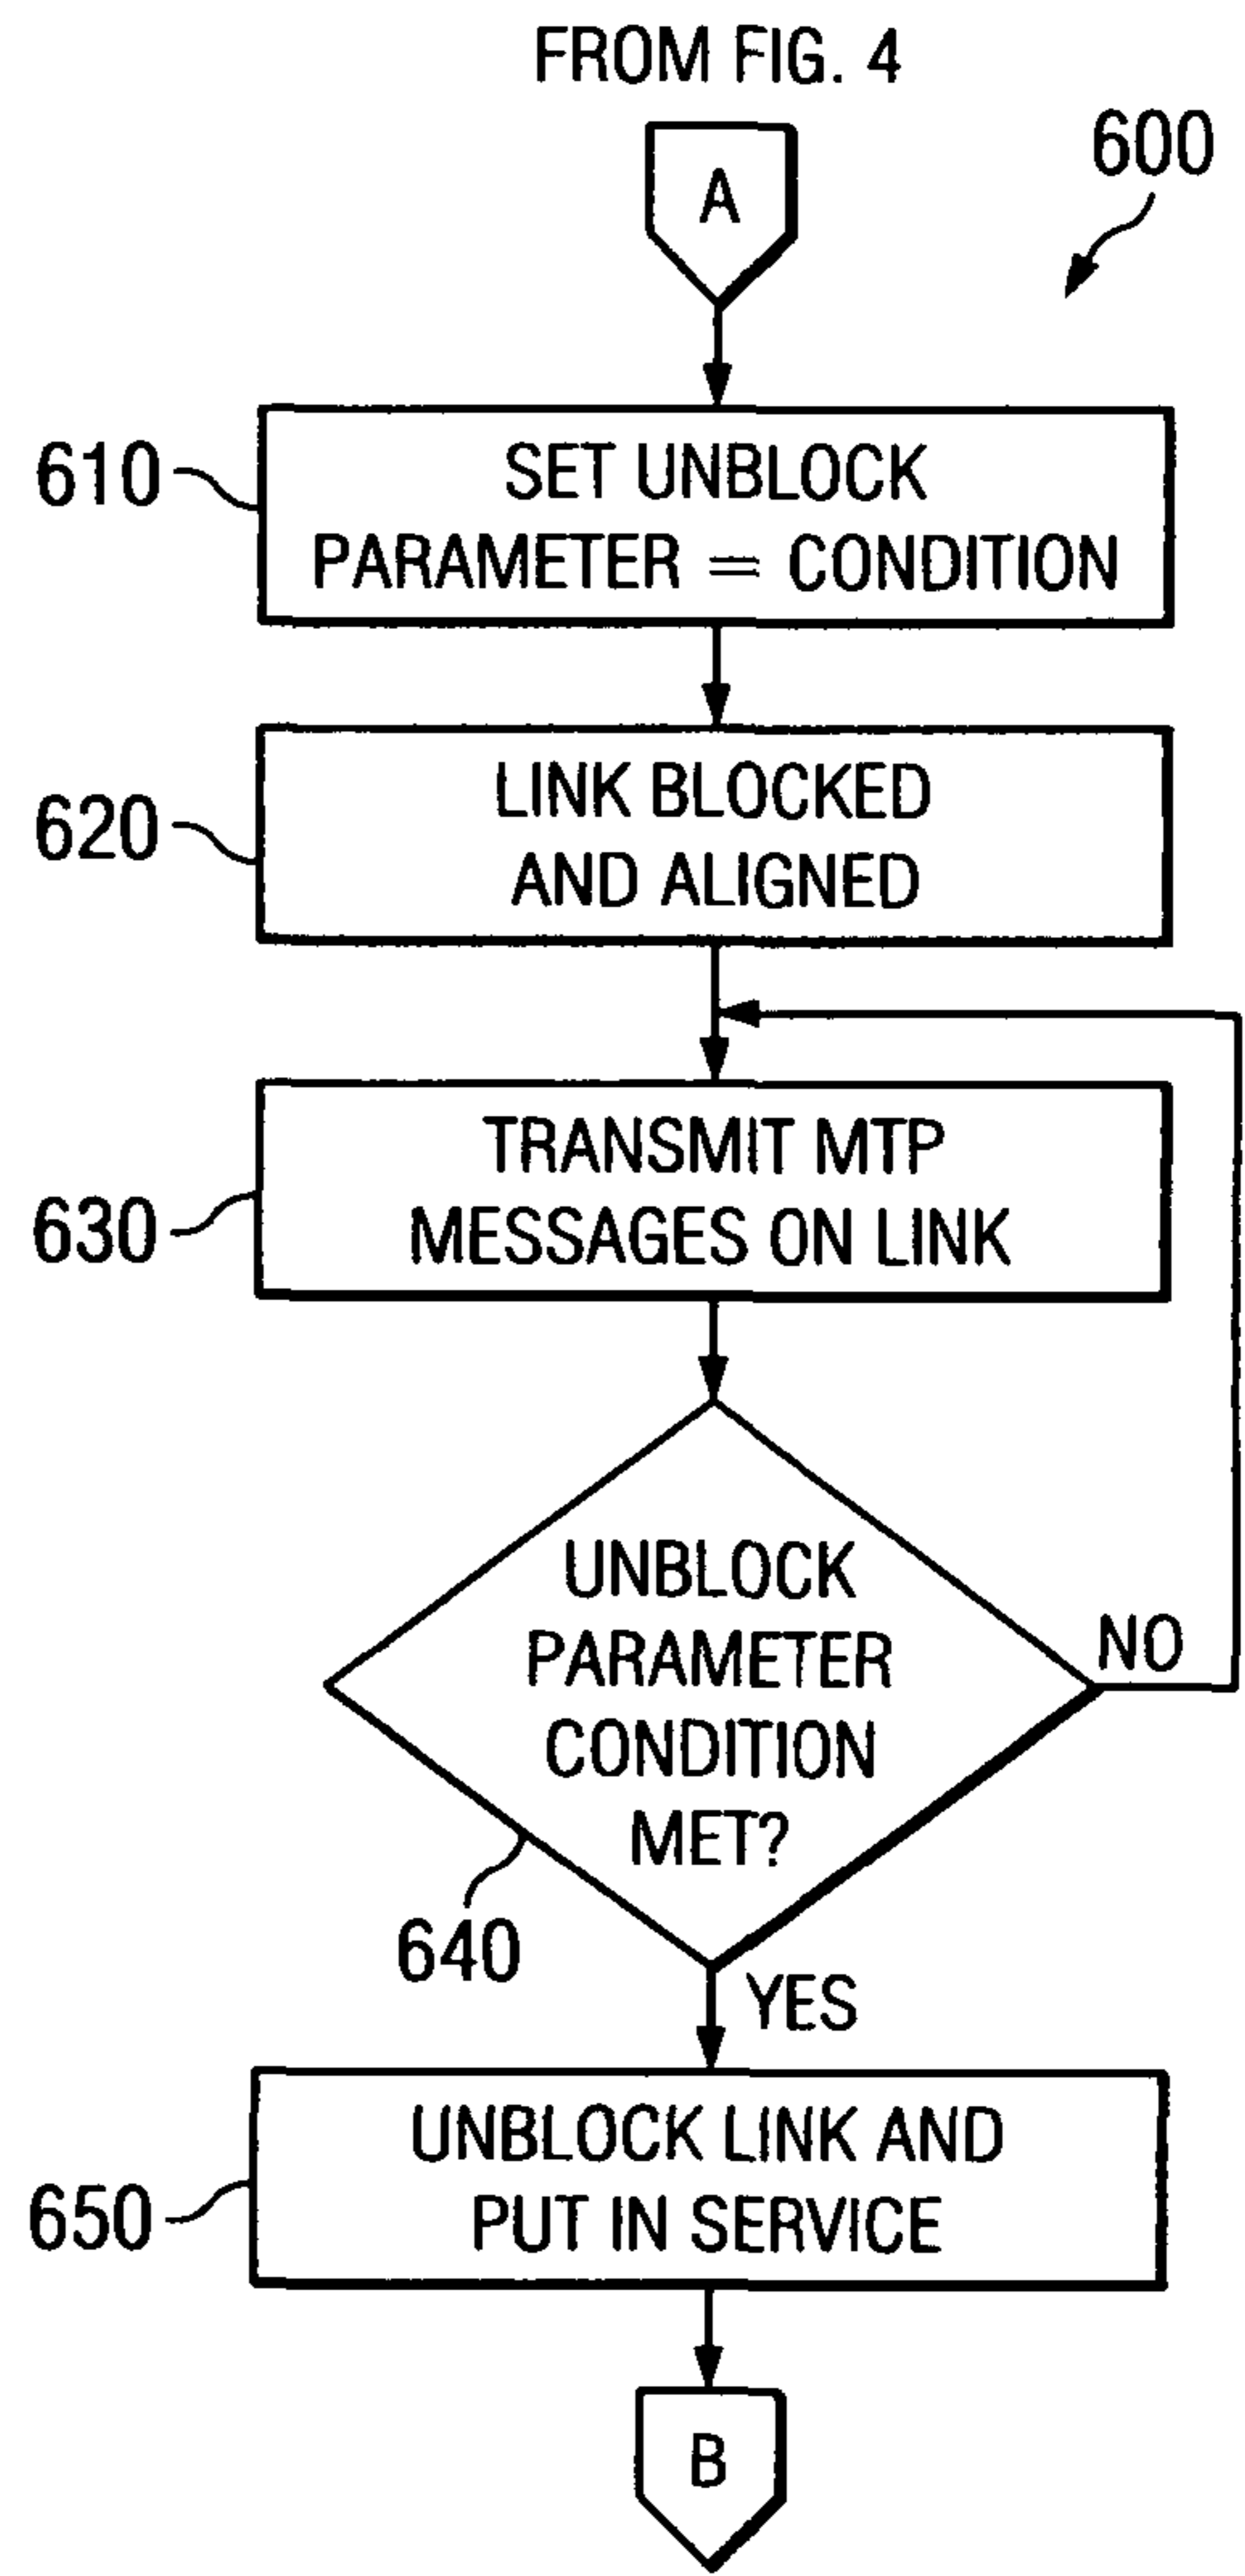 FROM FIG. 4
A
600
610
SET UNBLOCK
PARAMETER = CONDITION
620
LINK BLOCKED
AND ALIGNED
630
TRANSMIT MTP
MESSAGES ON LINK
UNBLOCK
PARAMETER
CONDITION
MET?
NO
640
YES
650
UNBLOCK LINK AND
PUT IN SERVICE
B